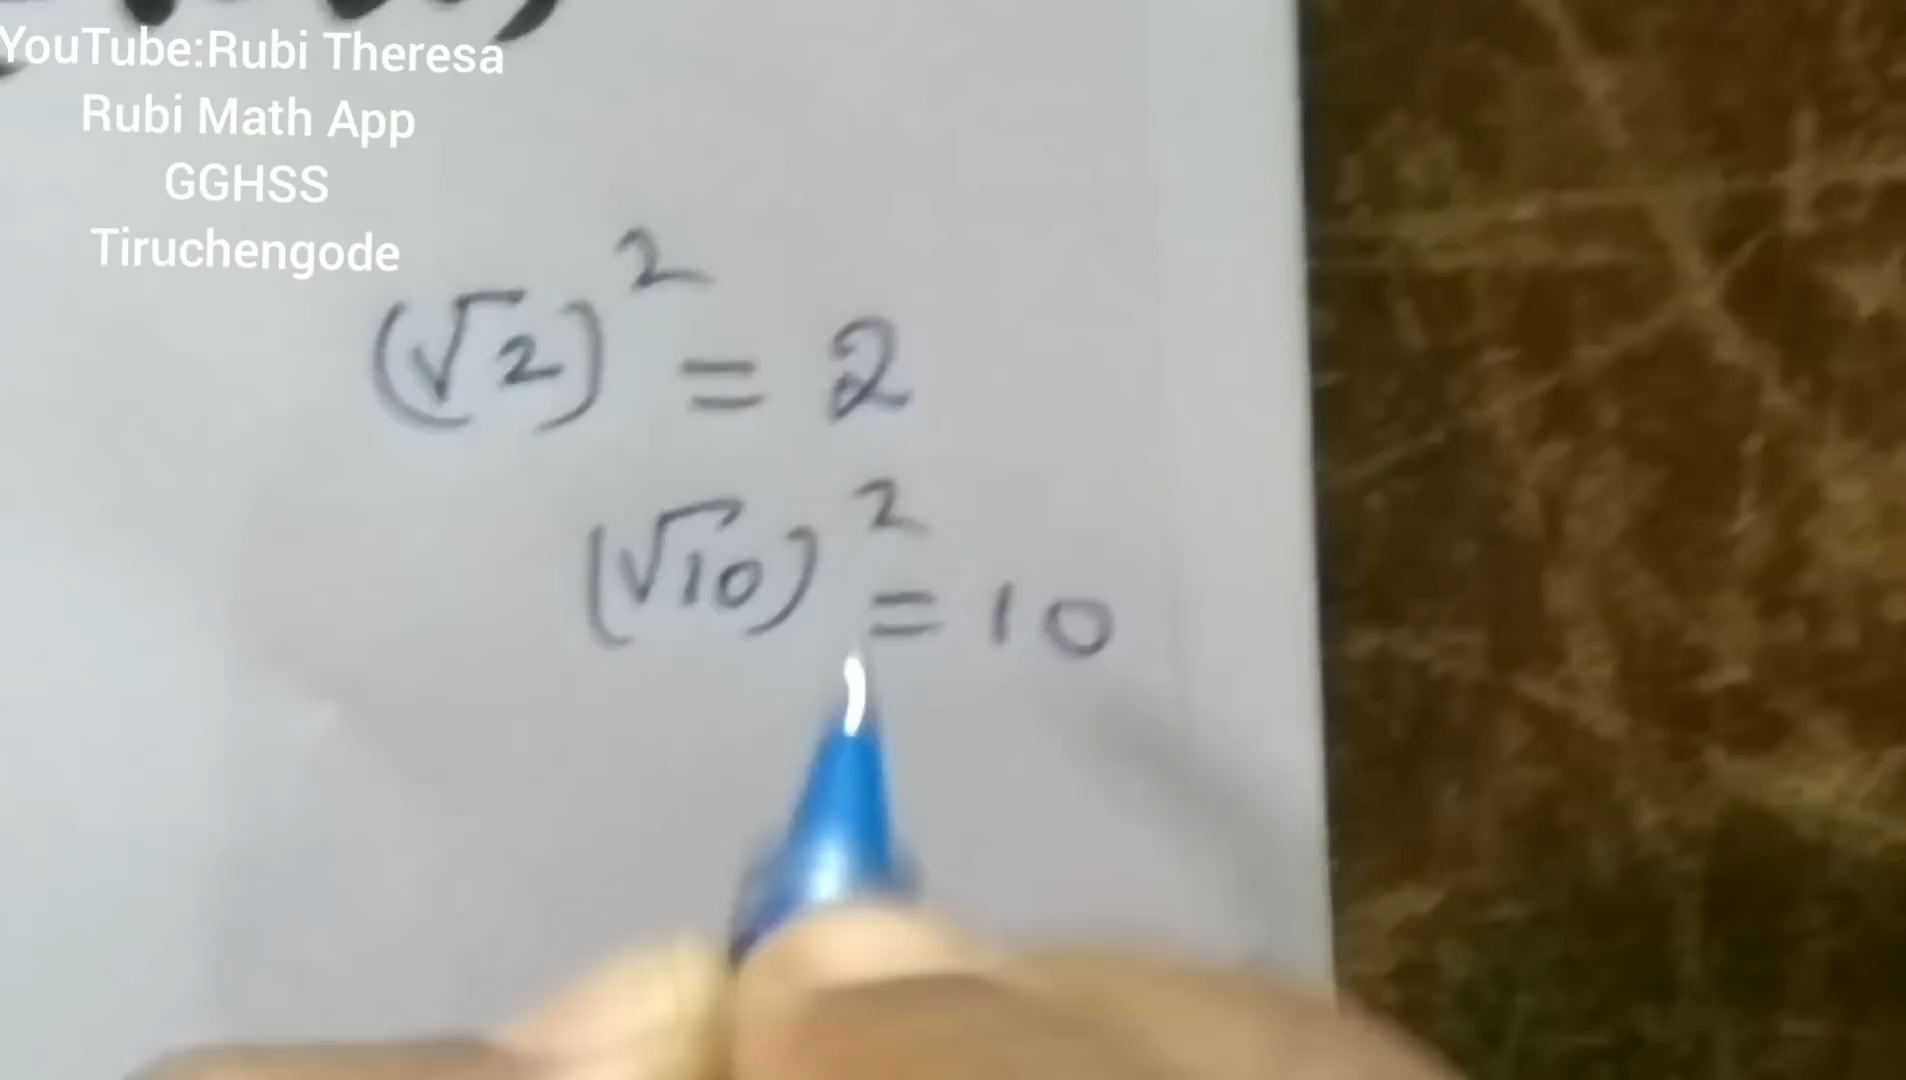 YouTube:Rubi Theresa
Rubi Math App
GGHSS
Tiruchengode
(√2)² = 2
(√10)² = 10